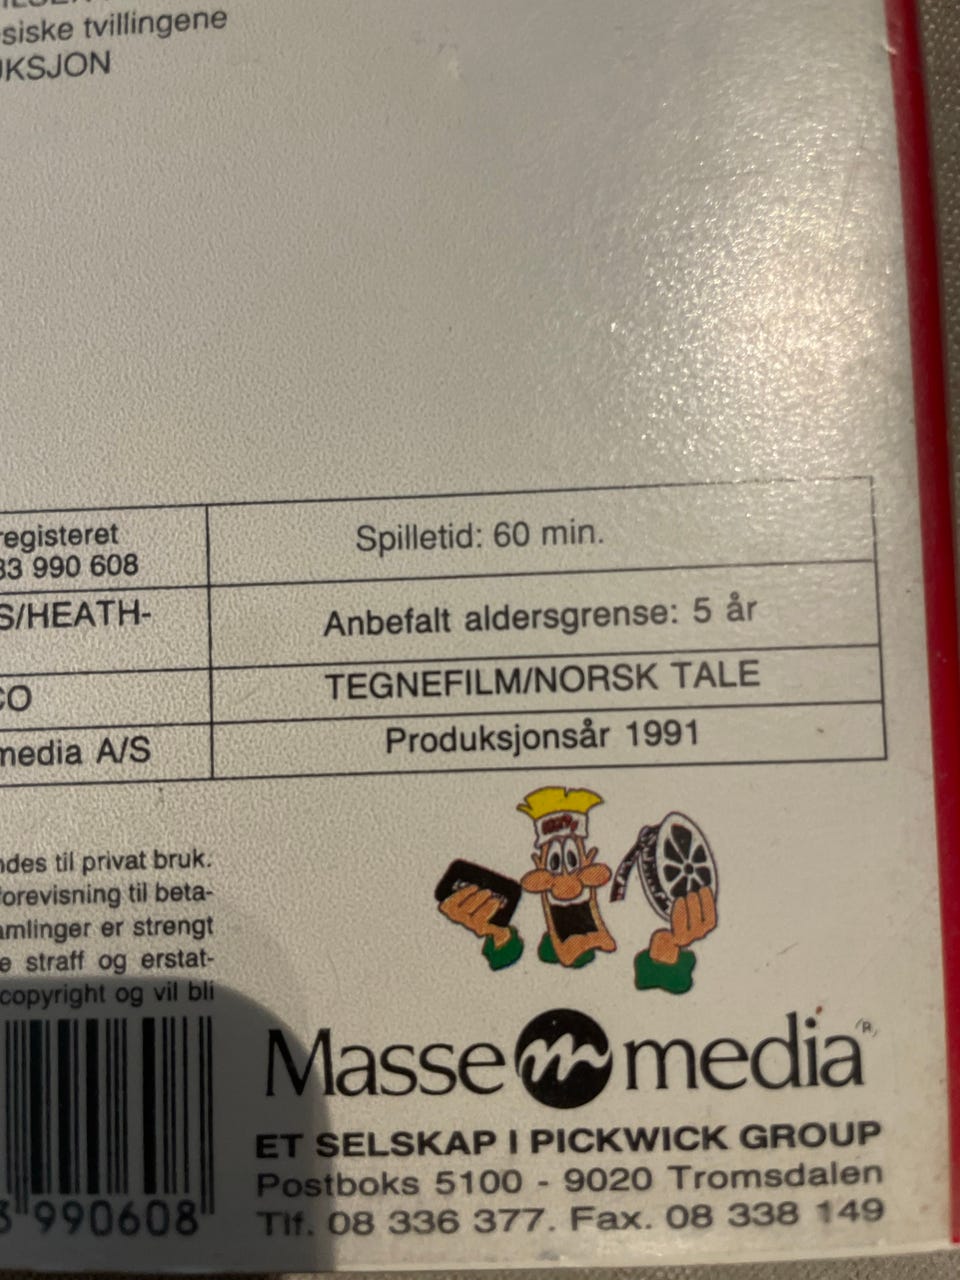 siske tvillingene
UKSJON
registeret
33 990 608
Spilletid: 60 min.
S/HEATH-
Anbefalt aldersgrense: 5 år
CO
TEGNEFILM/NORSK TALE
media A/S
Produksjonsår 1991
ndes til privat bruk.
forevisning til beta-
amlinger er strengt
e straff og erstat-
copyright og vil bli
3 990608
Masse m media ®
ET SELSKAP I PICKWICK GROUP
Postboks 5100 - 9020 Tromsdalen
Tlf. 08 336 377. Fax. 08 338 149